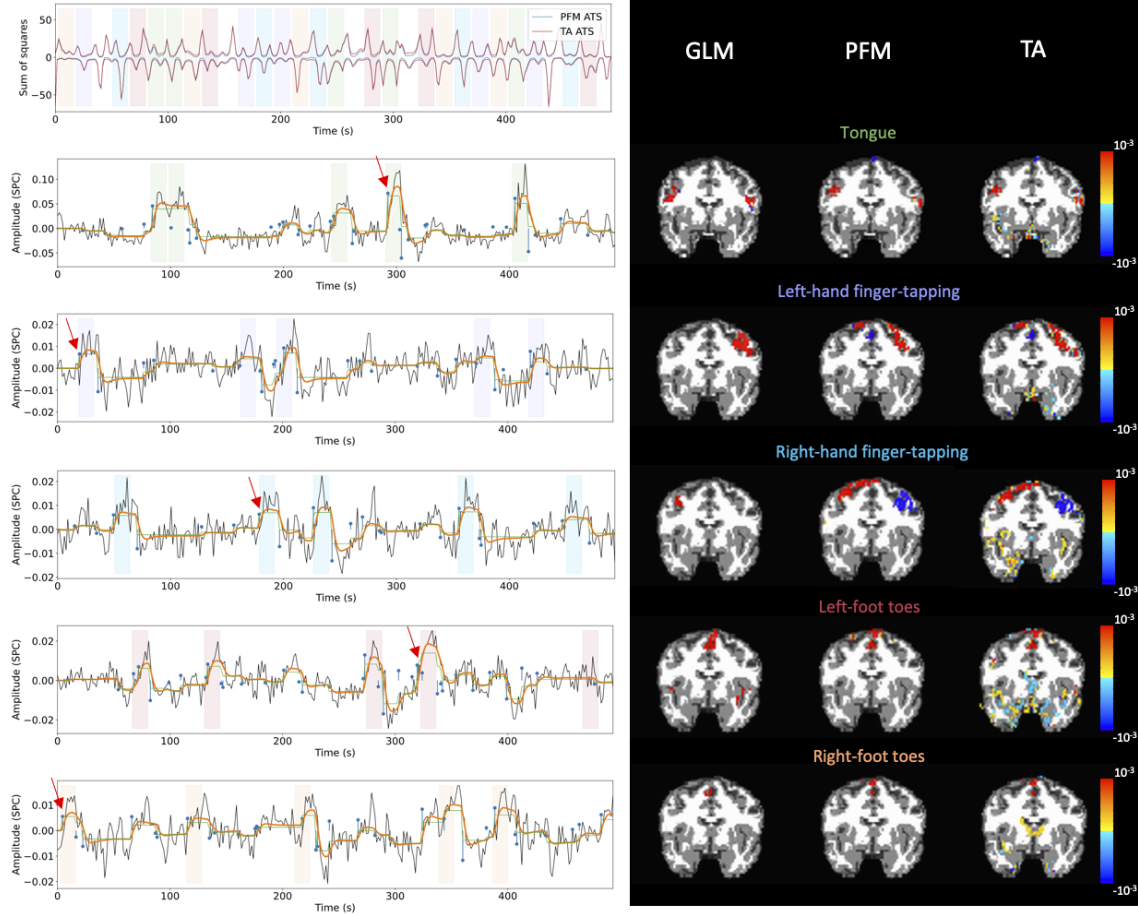 PFM ATS
TA ATS
50
0
−50
Sum of squares
0 100 200 300 400
Time (s)
0.10
0.05
0.00
−0.05
Amplitude (SPC)
0 100 200 300 400
Time (s)
0.02
0.01
0.00
−0.01
−0.02
Amplitude (SPC)
0 100 200 300 400
Time (s)
0.02
0.01
0.00
−0.01
−0.02
Amplitude (SPC)
0 100 200 300 400
Time (s)
0.02
0.00
−0.02
Amplitude (SPC)
0 100 200 300 400
Time (s)
0.01
0.00
−0.01
−0.02
Amplitude (SPC)
0 100 200 300 400
Time (s)
GLM PFM TA
Tongue
10⁻³
-10⁻³
Left-hand finger-tapping
10⁻³
-10⁻³
Right-hand finger-tapping
10⁻³
-10⁻³
Left-foot toes
10⁻³
-10⁻³
Right-foot toes
10⁻³
-10⁻³